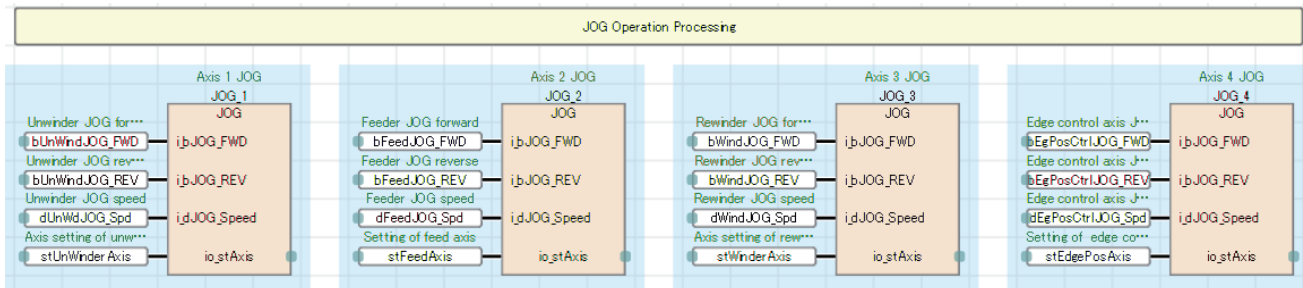 JOG Operation Processing
Axis 1 JOG
JOG_1
JOG
Unwinder JOG for…
bUnWindJOG_FWD
i_bJOG_FWD
Unwinder JOG rev…
bUnWindJOG_REV
i_bJOG_REV
Unwinder JOG speed
dUnWdJOG_Spd
i_dJOG_Speed
Axis setting of unw…
stUnWinderAxis
io_stAxis
Axis 2 JOG
JOG_2
JOG
Feeder JOG forward
bFeedJOG_FWD
i_bJOG_FWD
Feeder JOG reverse
bFeedJOG_REV
i_bJOG_REV
Feeder JOG speed
dFeedJOG_Spd
i_dJOG_Speed
Setting of feed axis
stFeedAxis
io_stAxis
Axis 3 JOG
JOG_3
JOG
Rewinder JOG for…
bWindJOG_FWD
i_bJOG_FWD
Rewinder JOG rev…
bWindJOG_REV
i_bJOG_REV
Rewinder JOG speed
dWindJOG_Spd
i_dJOG_Speed
Axis setting of rew…
stWinderAxis
io_stAxis
Axis 4 JOG
JOG_4
JOG
Edge control axis J…
bEgPosCtrlJOG_FWD
i_bJOG_FWD
Edge control axis J…
bEgPosCtrlJOG_REV
i_bJOG_REV
Edge control axis J…
dEgPosCtrlJOG_Spd
i_dJOG_Speed
Setting of edge co…
stEdgePosAxis
io_stAxis